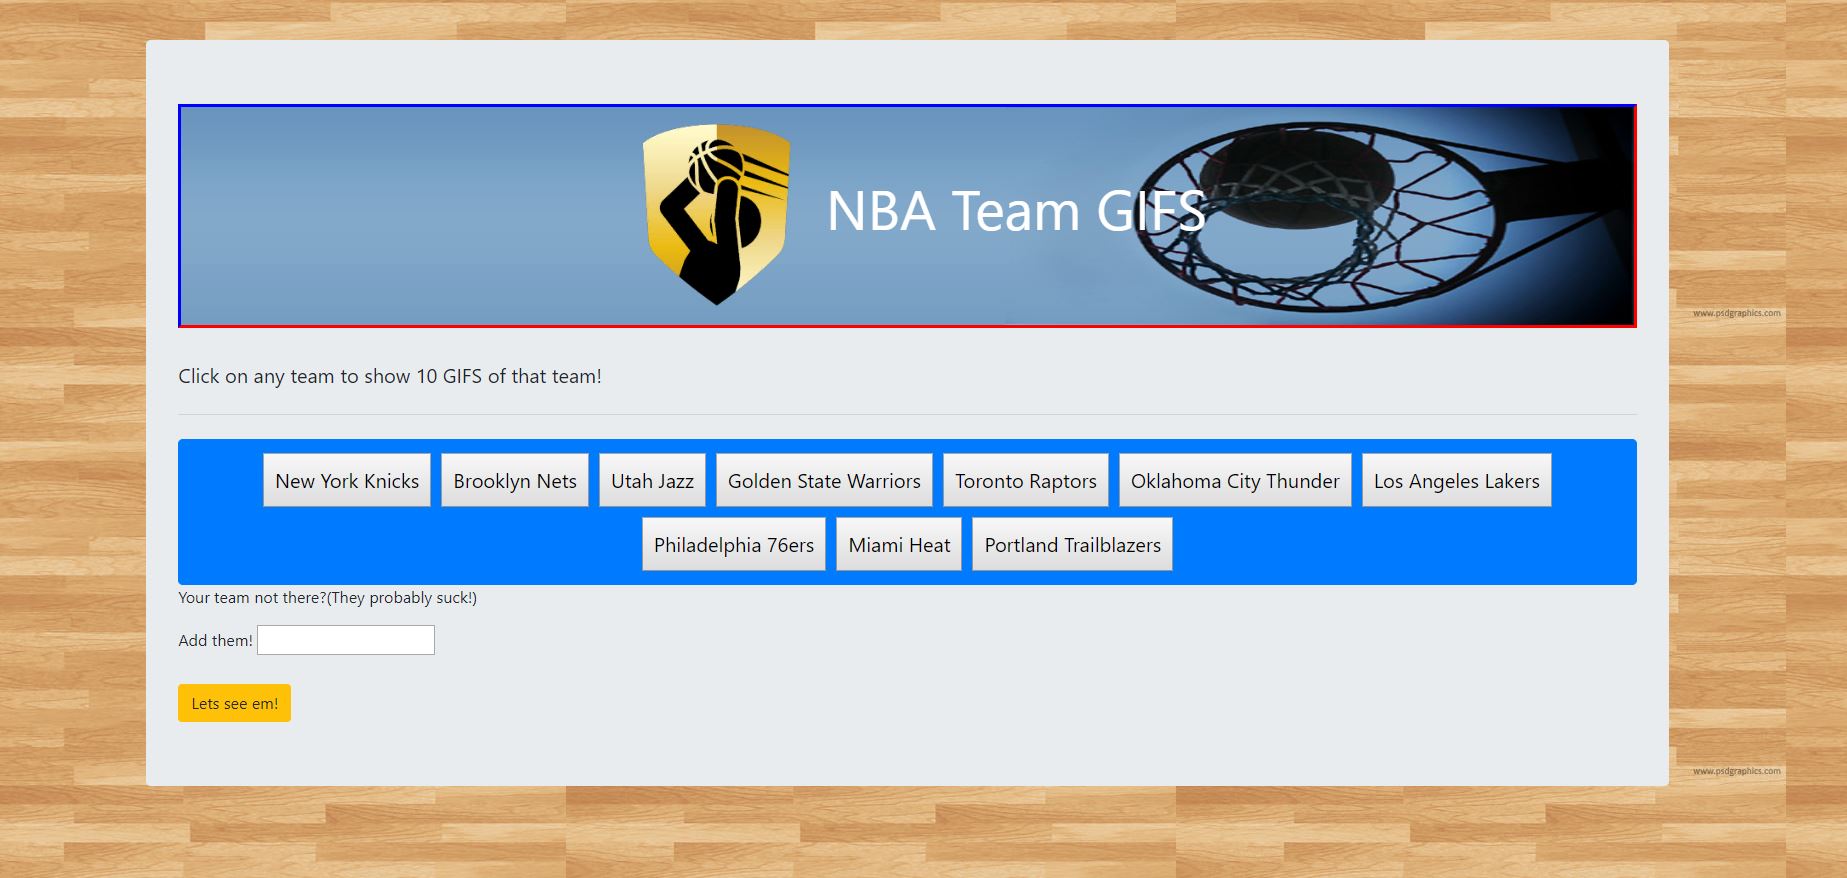 NBA Team GIFS
www.psdgraphics.com
Click on any team to show 10 GIFS of that team!
New York Knicks Brooklyn Nets Utah Jazz Golden State Warriors Toronto Raptors Oklahoma City Thunder Los Angeles Lakers
Philadelphia 76ers Miami Heat Portland Trailblazers
Your team not there?(They probably suck!)
Add them!
Lets see em!
www.psdgraphics.com